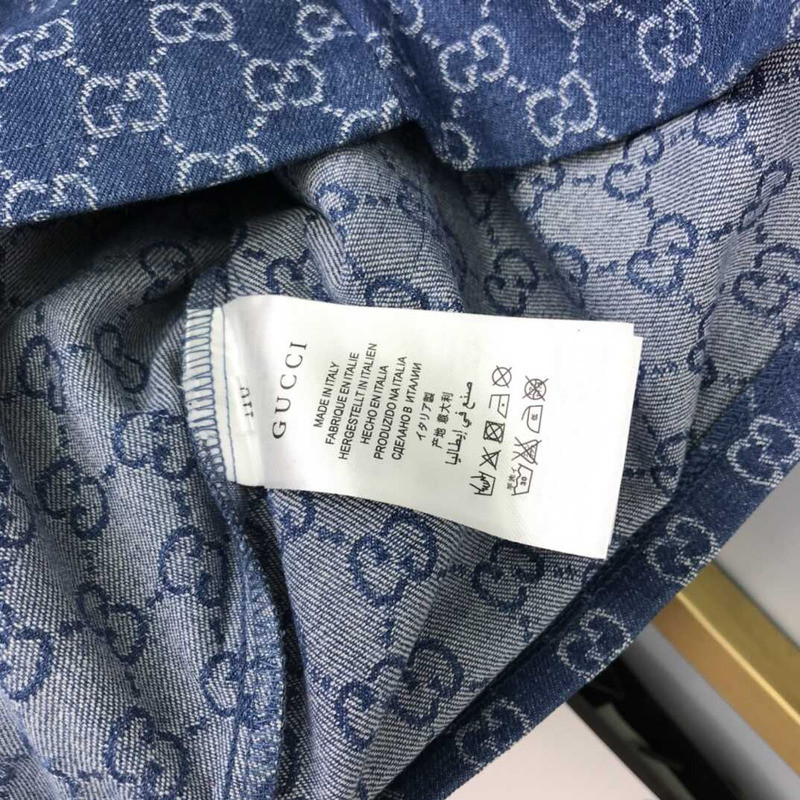 GUCCI
MADE IN ITALY
FABRIQUE EN ITALIE
HERGESTELLT IN ITALIEN
HECHO EN ITALIA
PRODUZIDO NA ITALIA
СДЕЛАНО В ИТАЛИИ
イタリア製
产地 意大利
صنع في إيطاليا
30